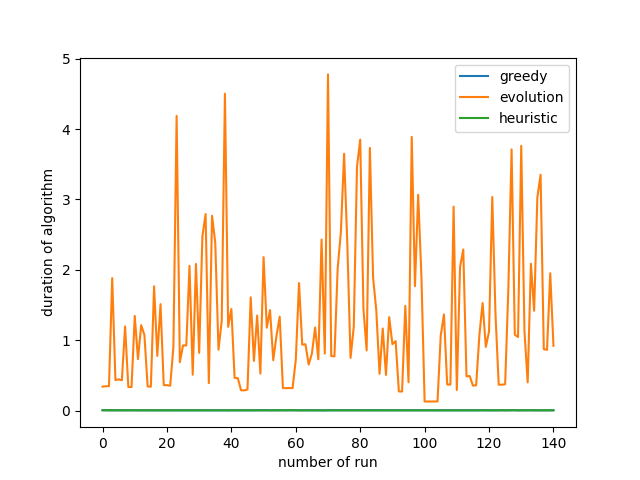 5
4
3
2
1
0
duration of algorithm
greedy
evolution
heuristic
0 20 40 60 80 100 120 140
number of run